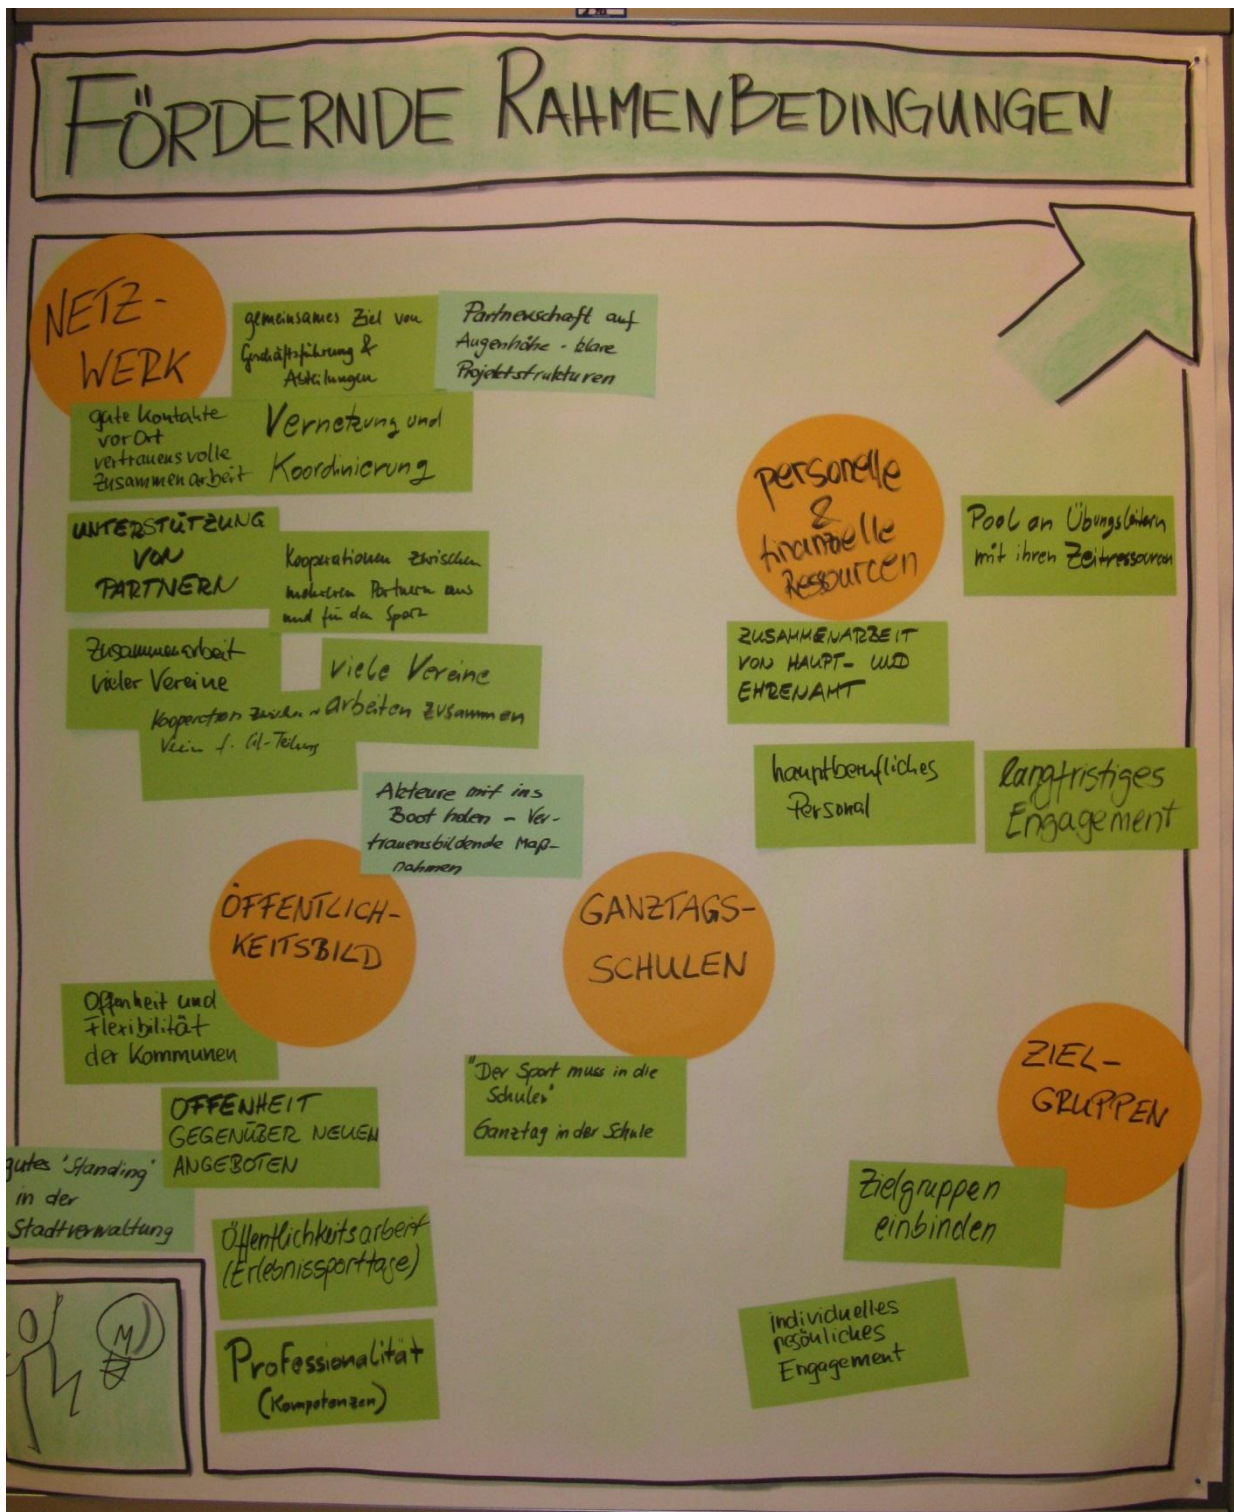 FÖRDERNDE RAHMENBEDINGUNGEN
NETZ-
WERK
gemeinsames Ziel von
Geschäftsführung &
Abteilungen
Partnerschaft auf
Augenhöhe - klare
Projektstrukturen
gute Kontakte
vor Ort
vertrauensvolle
Zusammenarbeit
Vernetzung und
Koordinierung
UNTERSTÜTZUNG
VON
PARTNERN
Kooperationen zwischen
mehreren Partnern aus
und für den Sport
Zusammenarbeit
vieler Vereine
viele Vereine
arbeiten zusammen
Kooperation
Verein f.
Akteure mit ins
Boot holen - Ver-
trauensbildende Maß-
nahmen
personelle
&
finanzielle
Ressourcen
Pool an Übungsleitern
mit ihren Zeitressourcen
ZUSAMMENARBEIT
VON HAUPT- UND
EHRENAMT
hauptberufliches
Personal
langfristiges
Engagement
ÖFFENTLICH-
KEITSBILD
Offenheit und
Flexibilität
der Kommunen
OFFENHEIT
GEGENÜBER NEUEN
ANGEBOTEN
gutes 'Standing'
in der
Stadtverwaltung
Öffentlichkeitsarbeit
(Erlebnissporttage)
Professionalität
(Kompetenzen)
GANZTAGS-
SCHULEN
"Der Sport muss in die
Schulen"
Ganztag in der Schule
ZIEL-
GRUPPEN
Zielgruppen
einbinden
individuelles
persönliches
Engagement
M